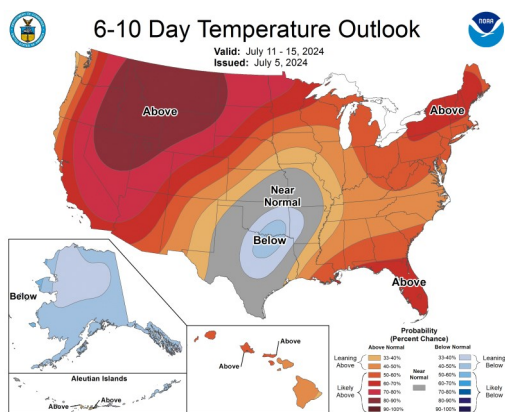 6-10 Day Temperature Outlook
Valid: July 11 - 15, 2024
Issued: July 5, 2024
NOAA
Above
Above
Near
Normal
Below
Above
Below
Aleutian Islands
Above
Above
Above
Above
Probability
(Percent Chance)
Above Normal Below Normal
Leaning
Above
33-40% 33-40%
40-50% 40-50%
Leaning
Below
Likely
Above
50-60% 50-60%
60-70% 60-70%
70-80% 70-80%
80-90% 80-90%
90-100% 90-100%
Likely
Below
Near
Normal